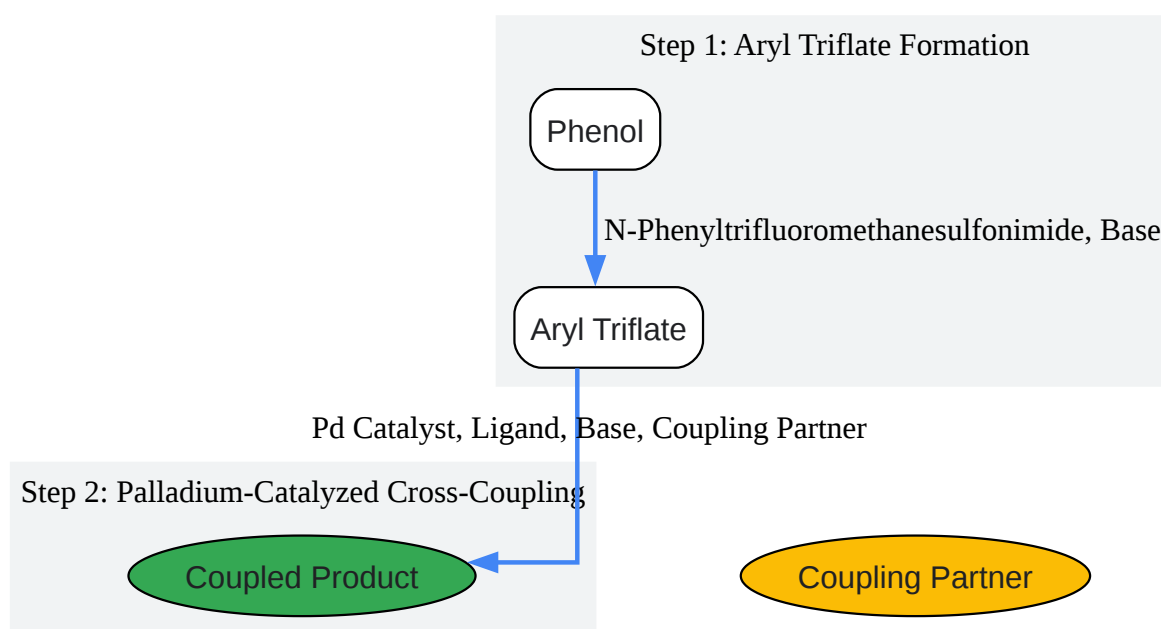 Step 1: Aryl Triflate Formation
Phenol
N-Phenyltrifluoromethanesulfonimide, Base
Aryl Triflate
Pd Catalyst, Ligand, Base, Coupling Partner
Step 2: Palladium-Catalyzed Cross-Coupling
Coupled Product
Coupling Partner